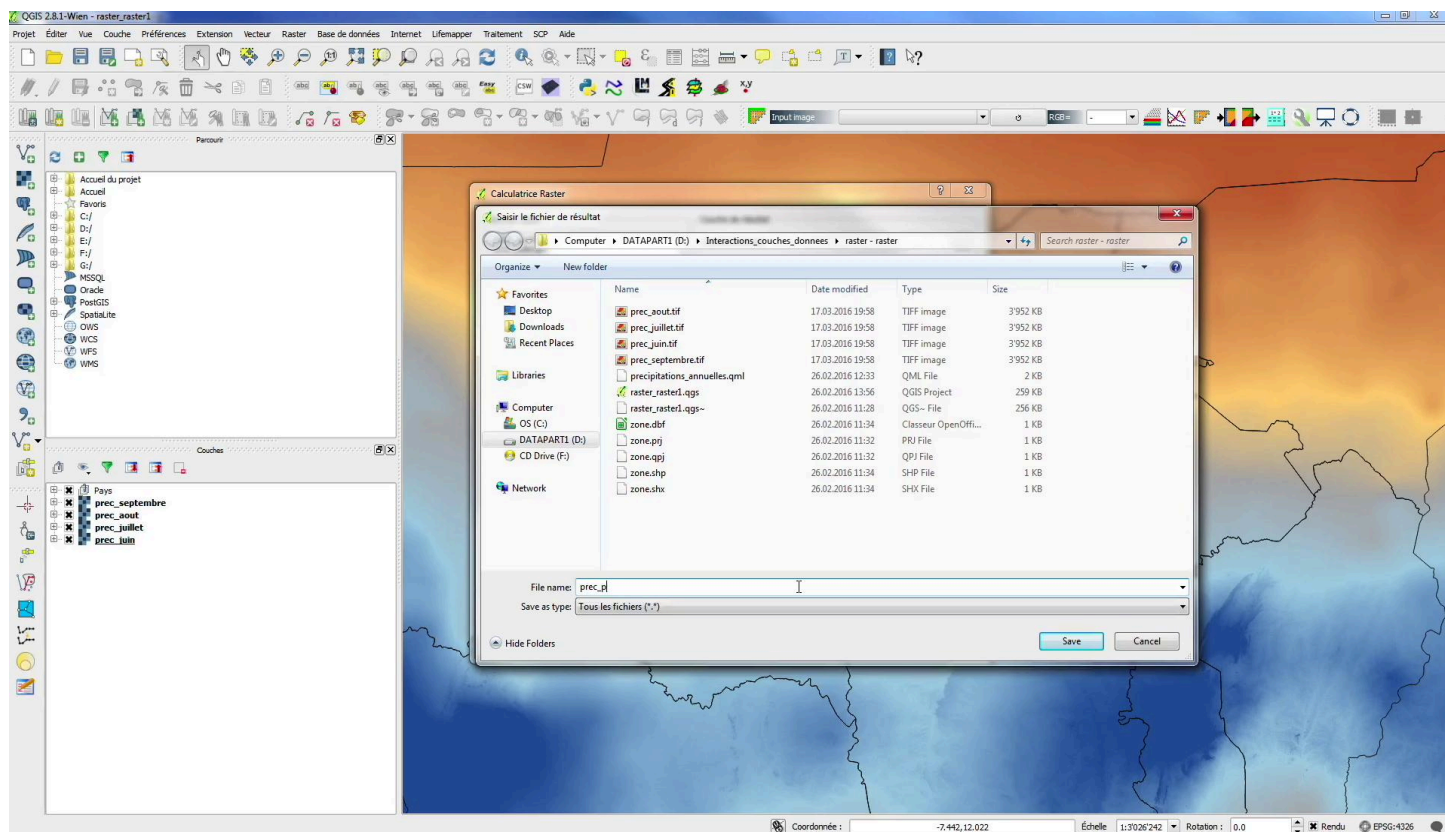 QGIS 2.8.1-Wien - raster_raster1
Projet Éditer Vue Couche Préférences Extension Vecteur Raster Base de données Internet Lifemapper Traitement SCP Aide
Input image RGB= -
Parcourir
Accueil du projet
Accueil
Favoris
C:/
D:/
E:/
F:/
G:/
MSSQL
Oracle
PostGIS
SpatiaLite
OWS
WCS
WFS
WMS
Couches
Pays
prec_septembre
prec_aout
prec_juillet
prec_juin
Calculatrice Raster
Saisir le fichier de résultat
Computer DATAPART1 (D:) Interactions_couches_donnees raster - raster
Search raster - raster
Organize New folder
Favorites
Desktop
Downloads
Recent Places
Libraries
Computer
OS (C:)
DATAPART1 (D:)
CD Drive (F:)
Network
Name Date modified Type Size
prec_aout.tif 17.03.2016 19:58 TIFF image 3'952 KB
prec_juillet.tif 17.03.2016 19:58 TIFF image 3'952 KB
prec_juin.tif 17.03.2016 19:58 TIFF image 3'952 KB
prec_septembre.tif 17.03.2016 19:58 TIFF image 3'952 KB
precipitations_annuelles.qml 26.02.2016 12:33 QML File 2 KB
raster_raster1.qgs 26.02.2016 13:56 QGIS Project 259 KB
raster_raster1.qgs~ 26.02.2016 11:28 QGS~ File 256 KB
zone.dbf 26.02.2016 11:34 Classeur OpenOffi... 1 KB
zone.prj 26.02.2016 11:32 PRJ File 1 KB
zone.qpj 26.02.2016 11:32 QPJ File 1 KB
zone.shp 26.02.2016 11:34 SHP File 1 KB
zone.shx 26.02.2016 11:34 SHX File 1 KB
File name: prec_p
Save as type: Tous les fichiers (*.*)
Hide Folders Save Cancel
Coordonnée : -7.442,12.022 Échelle 1:3'026'242 Rotation : 0.0 Rendu EPSG:4326